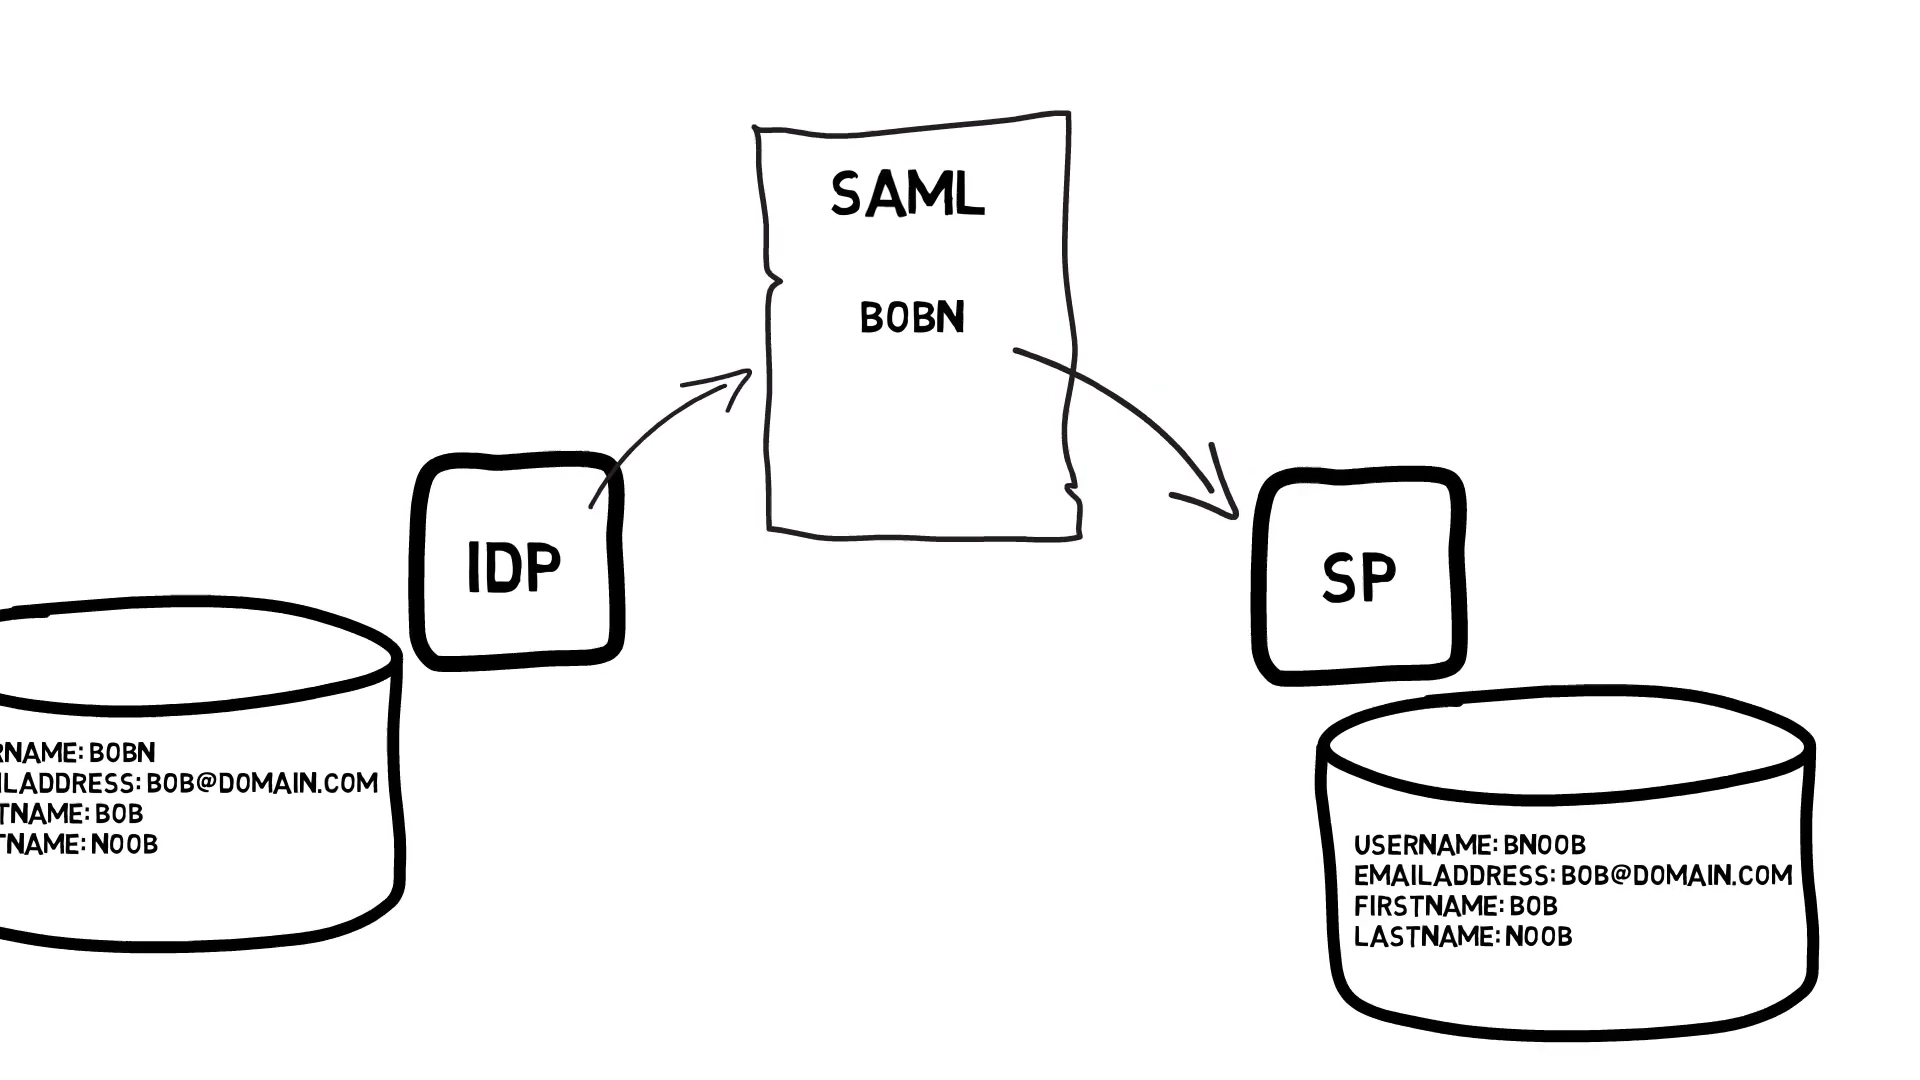 SAML
BOBN
IDP
SP
RNAME: BOBN
ILADDRESS: BOB@DOMAIN.COM
TNAME: BOB
TNAME: NOOB
USERNAME: BNOOB
EMAILADDRESS: BOB@DOMAIN.COM
FIRSTNAME: BOB
LASTNAME: NOOB